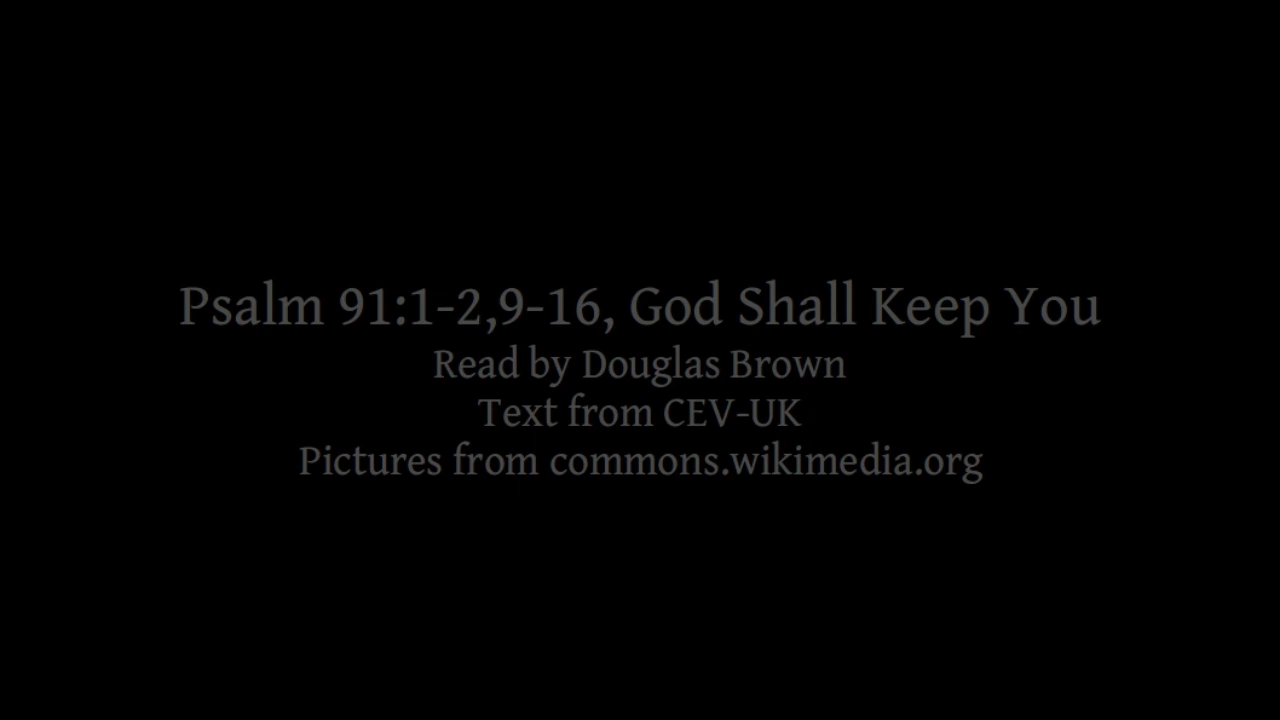 Psalm 91:1-2,9-16, God Shall Keep You
Read by Douglas Brown
Text from CEV-UK
Pictures from commons.wikimedia.org